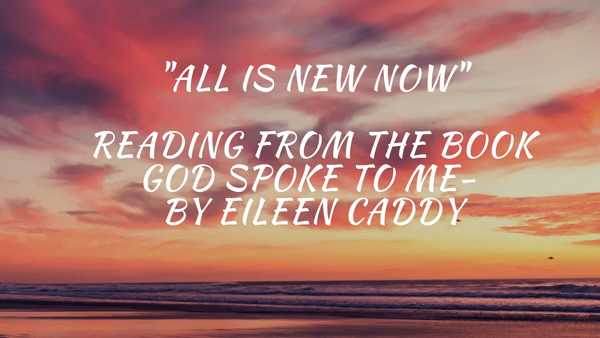 "ALL IS NEW NOW"
READING FROM THE BOOK
GOD SPOKE TO ME-
BY EILEEN CADDY